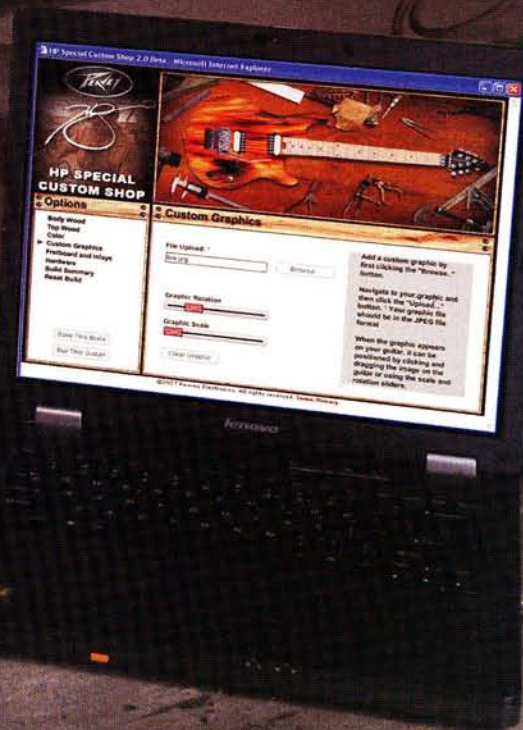 HP Special Custom Shop 2.0 Beta - Microsoft Internet Explorer
PEAVEY
HP SPECIAL
CUSTOM SHOP
Options
Body Wood
Top Wood
Color
Custom Graphics
Fretboard and Inlays
Hardware
Build Summary
Reset Build
Save This Build
Buy This Guitar
Custom Graphics
File Upload: *
Browse
Graphic Rotation
Graphic Scale
Clear Graphic
Add a custom graphic by
first clicking the "Browse.."
button.
Navigate to your graphic and
then click the "Upload..."
button. * Your graphic file
should be in the JPEG file
format
When the graphic appears
on your guitar, it can be
positioned by clicking and
dragging the image on the
guitar or using the scale and
rotation sliders.
Peavey Electronics. All rights reserved.
lenovo